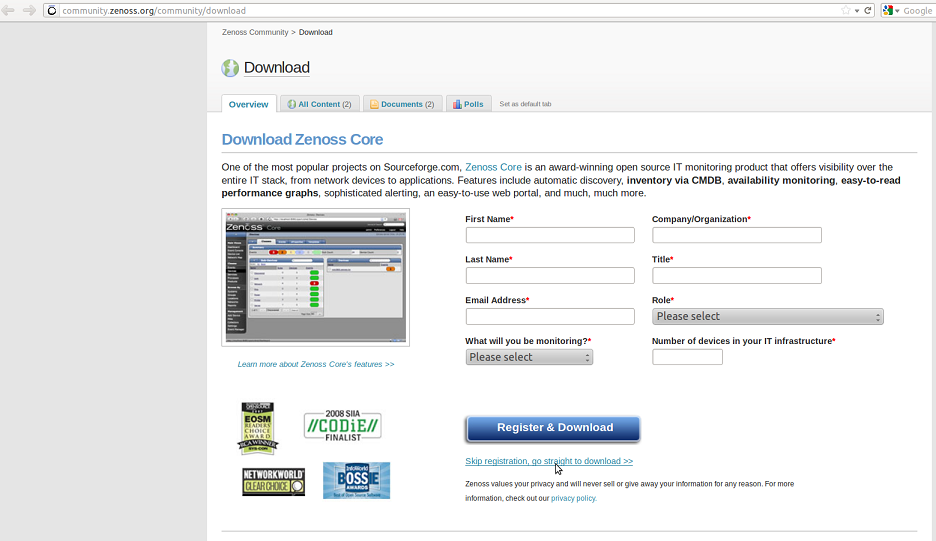 community.zenoss.org/community/download
Google
Zenoss Community > Download
Download
Overview
All Content (2)
Documents (2)
Polls
Set as default tab
Download Zenoss Core
One of the most popular projects on Sourceforge.com, Zenoss Core is an award-winning open source IT monitoring product that offers visibility over the
entire IT stack, from network devices to applications. Features include automatic discovery, inventory via CMDB, availability monitoring, easy-to-read
performance graphs, sophisticated alerting, an easy-to-use web portal, and much, much more.
Zenoss Core
First Name*
Company/Organization*
Last Name*
Title*
Email Address*
Role*
Please select
What will you be monitoring?*
Number of devices in your IT infrastructure*
Please select
Learn more about Zenoss Core's features >>
EOSM
READERS'
CHOICE
AWARD
WINNER
SYS-CON
2008 SIIA
//CODiE//
FINALIST
NETWORKWORLD
CLEAR CHOICE
InfoWorld
BOSSIE
AWARDS
Best of Open Source Software
Register & Download
Skip registration, go straight to download >>
Zenoss values your privacy and will never sell or give away your information for any reason. For more
information, check out our privacy policy.